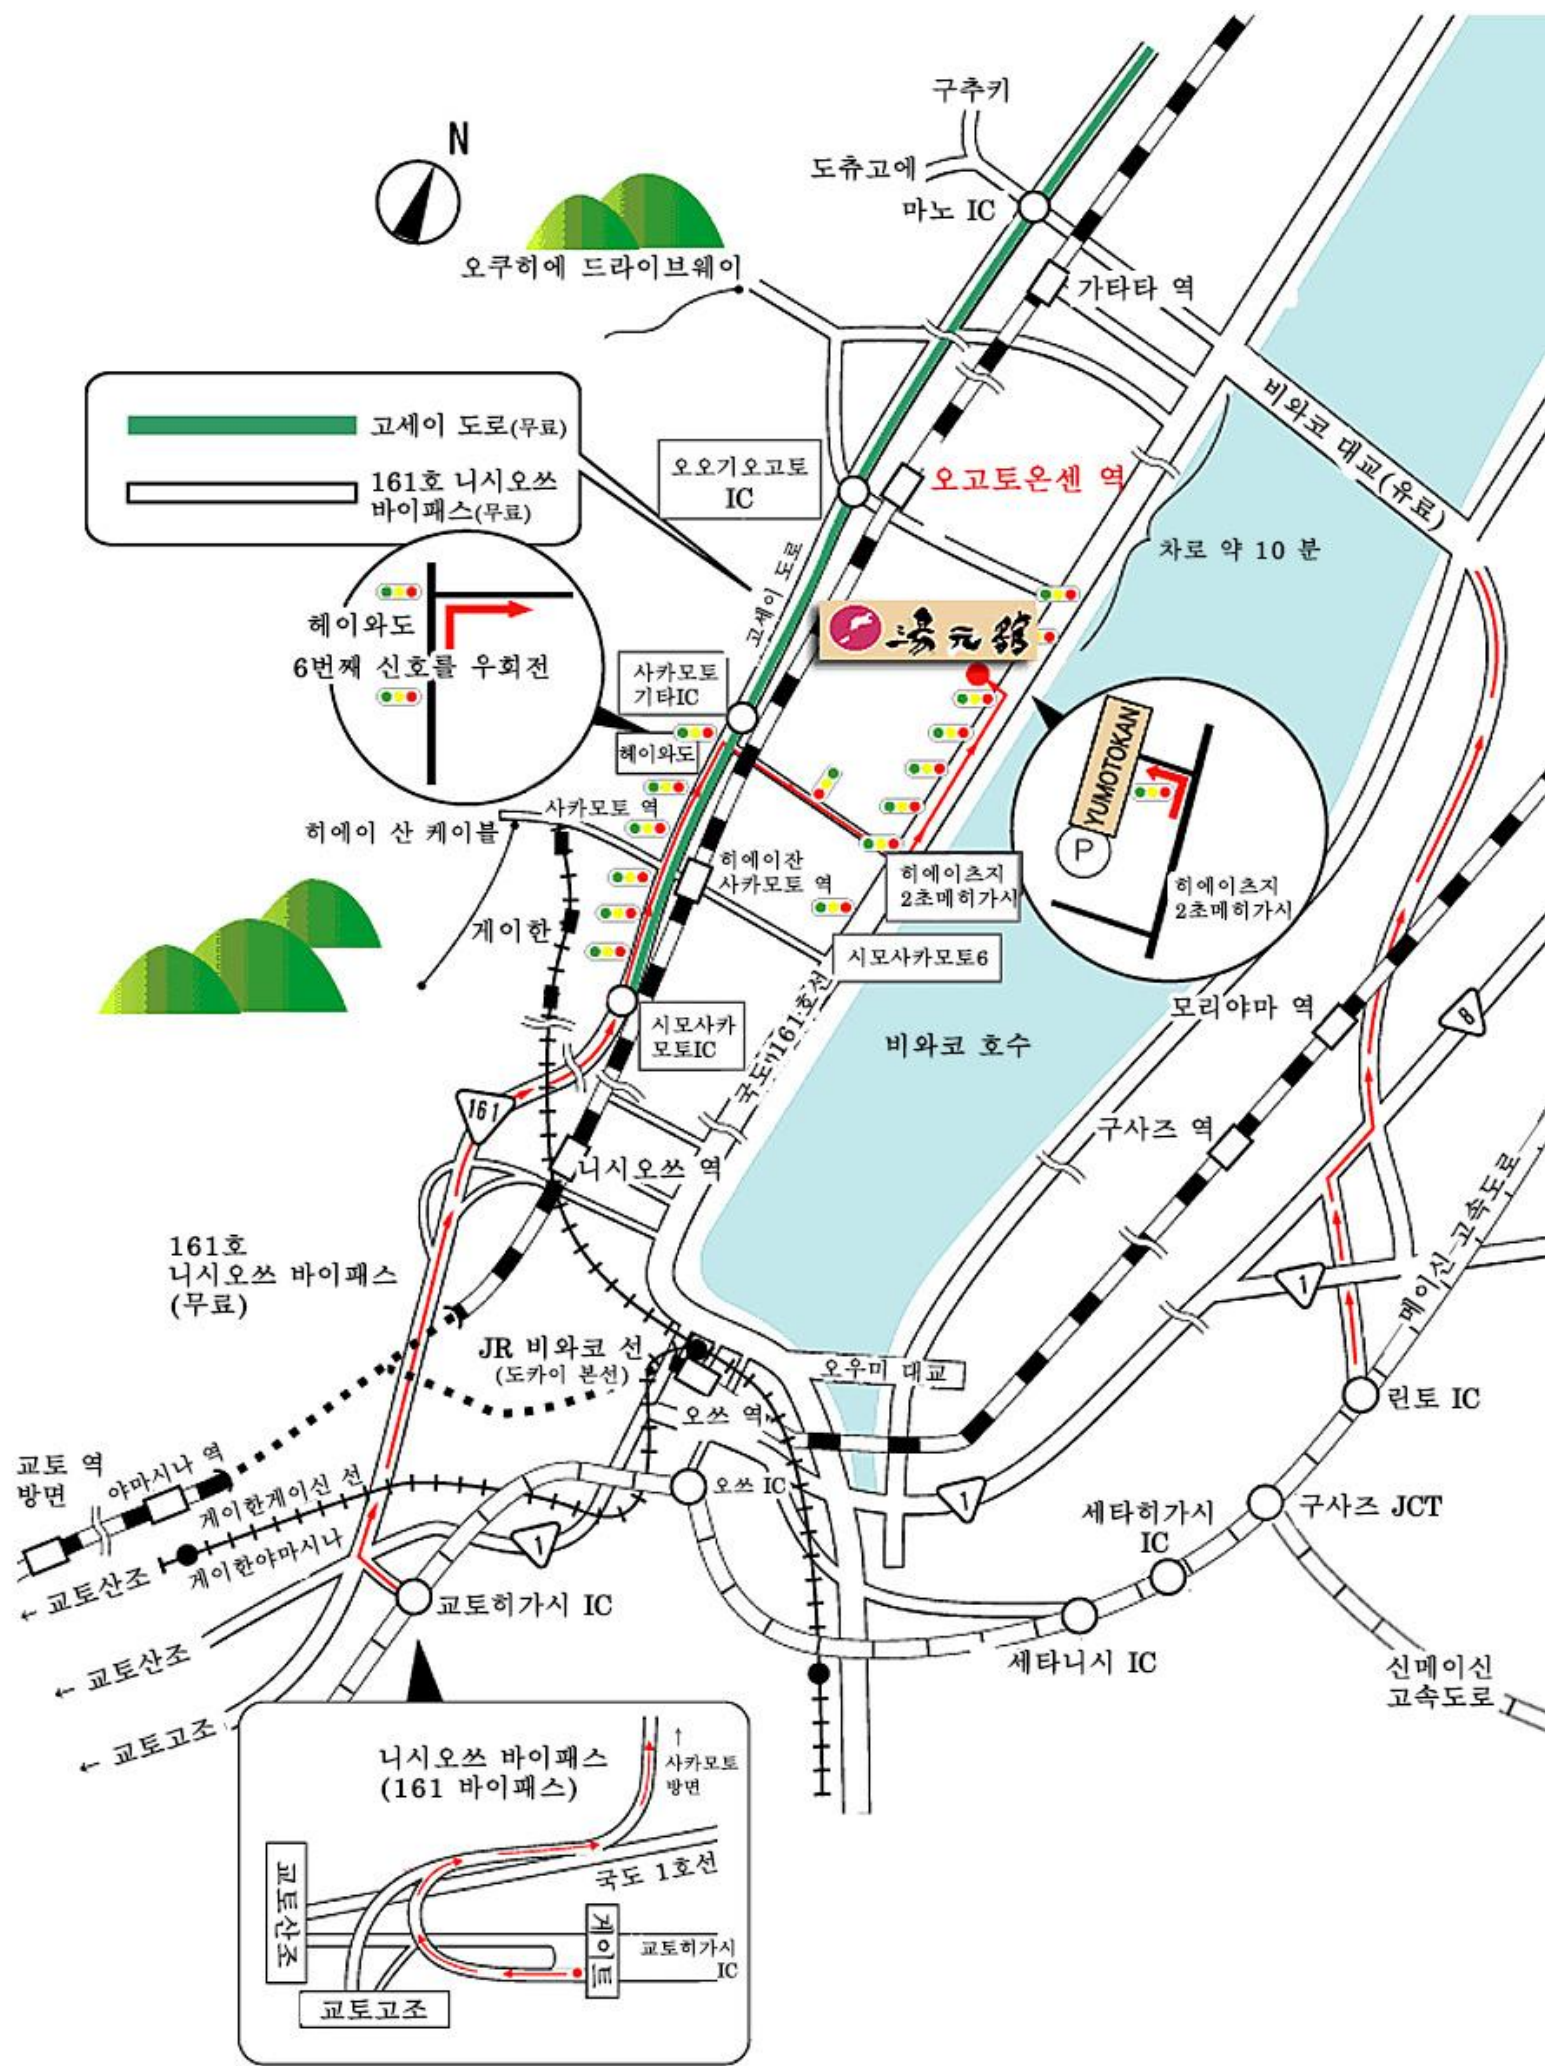 N
구추키
도츄고에
마노 IC
오쿠히에 드라이브웨이
가타타 역
비와코 대교(유료)
고세이 도로(무료)
161호 니시오쓰
바이패스(무료)
오오기오고토
IC
오고토온센 역
차로 약 10 분
고세이 도로
헤이와도
6번째 신호를 우회전
湯元舘
사카모토
기타IC
헤이와도
YUMOTOKAN
P
히에이츠지
2초메히가시
사카모토 역
히에이 산 케이블
히에이잔
사카모토 역
히에이츠지
2초메히가시
게이한
시모사카모토6
모리야마 역
8
시모사카
모토IC
국도 161호선
비와코 호수
161
구사즈 역
니시오쓰 역
메이신 고속도로
161호
니시오쓰 바이패스
(무료)
1
JR 비와코 선
(도카이 본선)
오우미 대교
린토 IC
오쓰 역
교토 역
방면
야마시나 역
게이한게이신 선
오쓰 IC
1
세타히가시
IC
구사즈 JCT
1
게이한야마시나
← 교토산조
교토히가시 IC
← 교토산조
세타니시 IC
신메이신
고속도로
← 교토고조
니시오쓰 바이패스
(161 바이패스)
↑
사카모토
방면
국도 1호선
교토산조
게이트
교토히가시
IC
교토고조